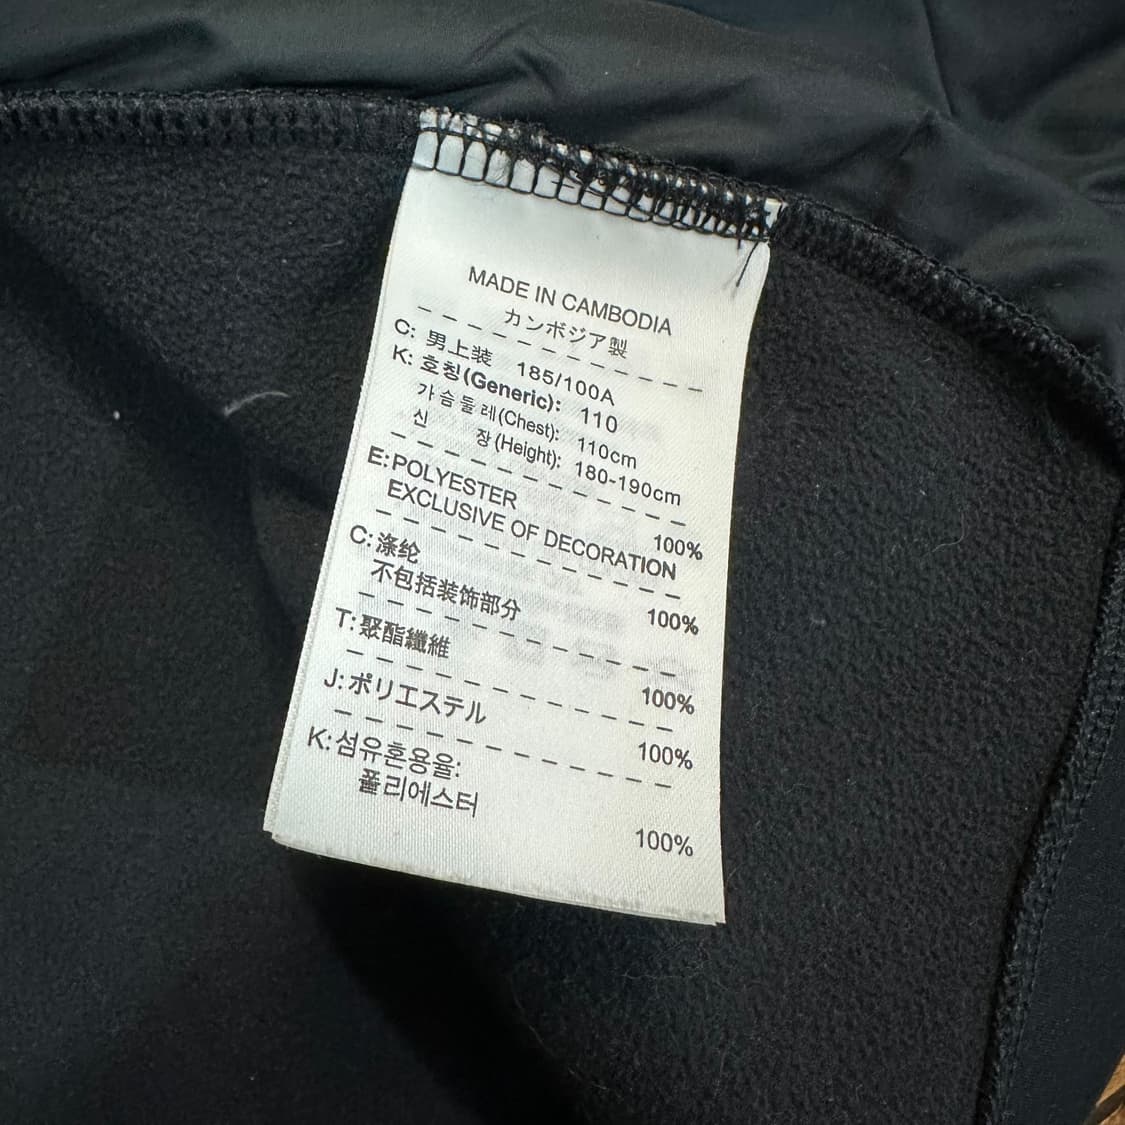 MADE IN CAMBODIA
カンボジア製
C: 男上装 185/100A
K: 호칭(Generic): 110
가슴둘레(Chest): 110cm
신 장(Height): 180-190cm
E:POLYESTER 100%
EXCLUSIVE OF DECORATION
C:涤纶 100%
不包括装饰部分
T:聚酯纖維 100%
J:ポリエステル 100%
K:섬유혼용율:
폴리에스터 100%